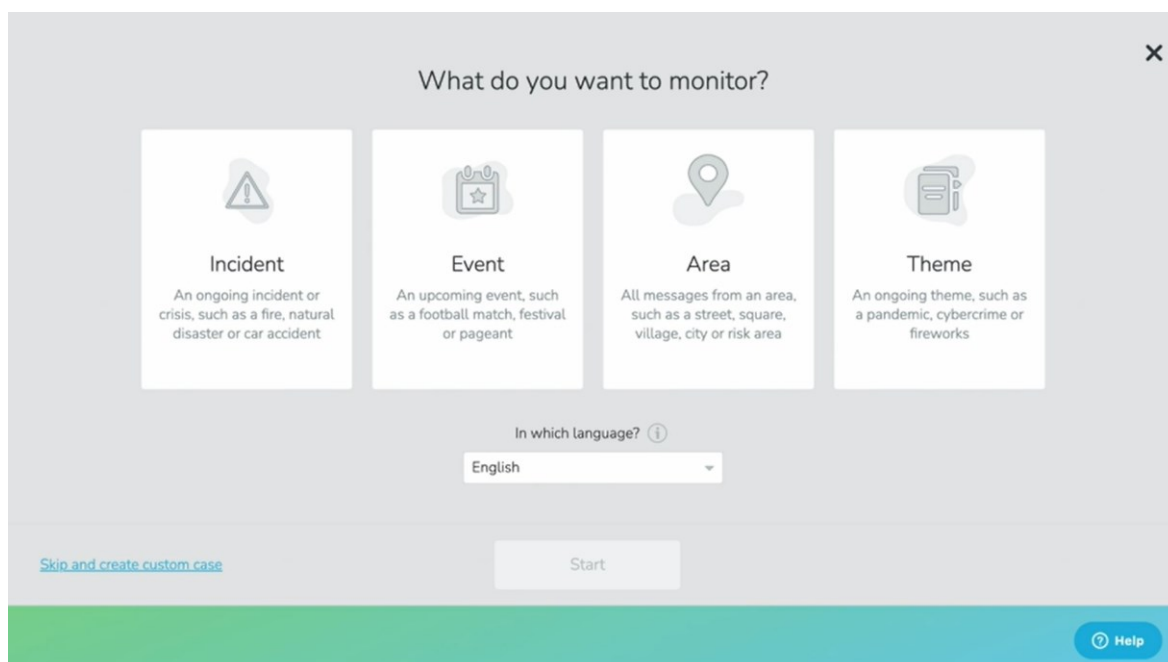 What do you want to monitor?
Incident
An ongoing incident or
crisis, such as a fire, natural
disaster or car accident
Event
An upcoming event, such
as a football match, festival
or pageant
Area
All messages from an area,
such as a street, square,
village, city or risk area
Theme
An ongoing theme, such as
a pandemic, cybercrime or
fireworks
In which language?
English
Skip and create custom case
Start
Help